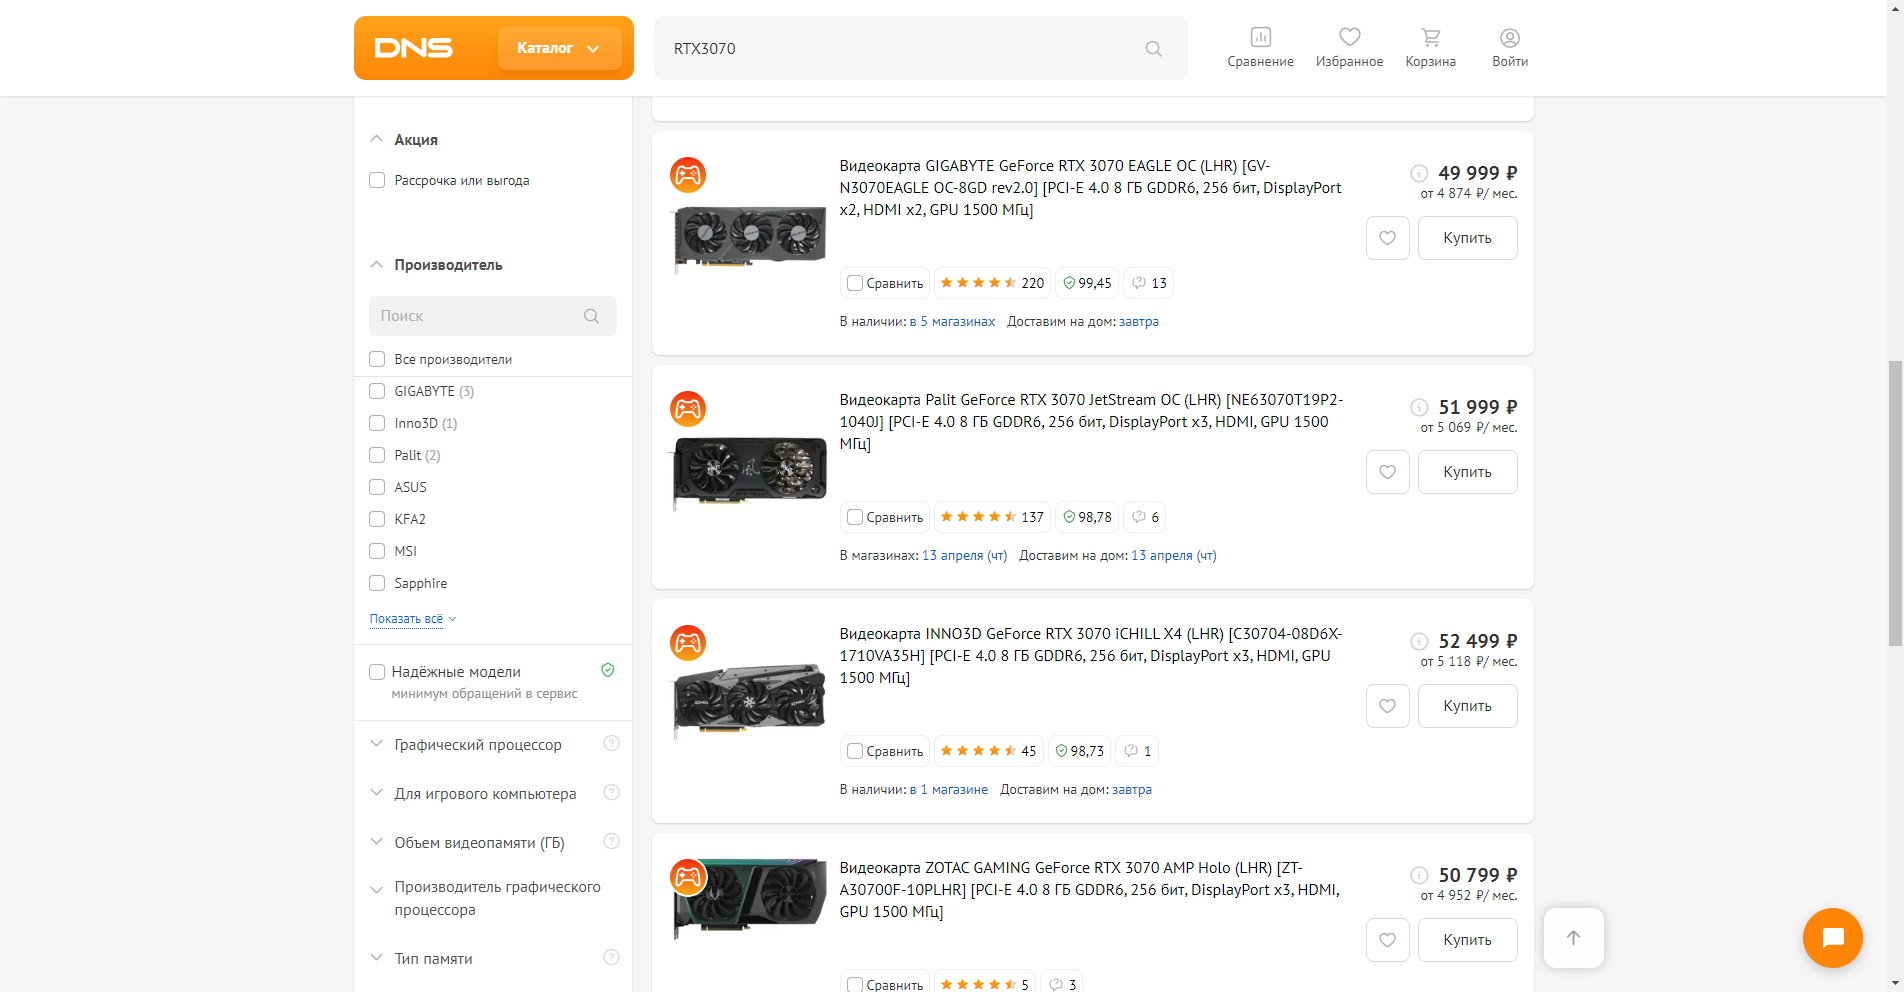 DNS
Каталог
RTX3070
Сравнение
Избранное
Корзина
Войти
Акция
Рассрочка или выгода
Производитель
Поиск
Все производители
GIGABYTE (3)
Inno3D (1)
Palit (2)
ASUS
KFA2
MSI
Sapphire
Показать всё
Надёжные модели
минимум обращений в сервис
Графический процессор
Для игрового компьютера
Объем видеопамяти (ГБ)
Производитель графического
процессора
Тип памяти
Видеокарта GIGABYTE GeForce RTX 3070 EAGLE OC (LHR) [GV-
N3070EAGLE OC-8GD rev2.0] [PCI-E 4.0 8 ГБ GDDR6, 256 бит, DisplayPort
x2, HDMI x2, GPU 1500 МГц]
49 999 ₽
от 4 874 ₽/ мес.
Купить
Сравнить
220
99,45
13
В наличии: в 5 магазинах Доставим на дом: завтра
Видеокарта Palit GeForce RTX 3070 JetStream OC (LHR) [NE63070T19P2-
1040J] [PCI-E 4.0 8 ГБ GDDR6, 256 бит, DisplayPort x3, HDMI, GPU 1500
МГц]
51 999 ₽
от 5 069 ₽/ мес.
Купить
Сравнить
137
98,78
6
В магазинах: 13 апреля (чт) Доставим на дом: 13 апреля (чт)
Видеокарта INNO3D GeForce RTX 3070 iCHILL X4 (LHR) [C30704-08D6X-
1710VA35H] [PCI-E 4.0 8 ГБ GDDR6, 256 бит, DisplayPort x3, HDMI, GPU
1500 МГц]
52 499 ₽
от 5 118 ₽/ мес.
Купить
Сравнить
45
98,73
1
В наличии: в 1 магазине Доставим на дом: завтра
Видеокарта ZOTAC GAMING GeForce RTX 3070 AMP Holo (LHR) [ZT-
A30700F-10PLHR] [PCI-E 4.0 8 ГБ GDDR6, 256 бит, DisplayPort x3, HDMI,
GPU 1500 МГц]
50 799 ₽
от 4 952 ₽/ мес.
Купить
Сравнить
5
3